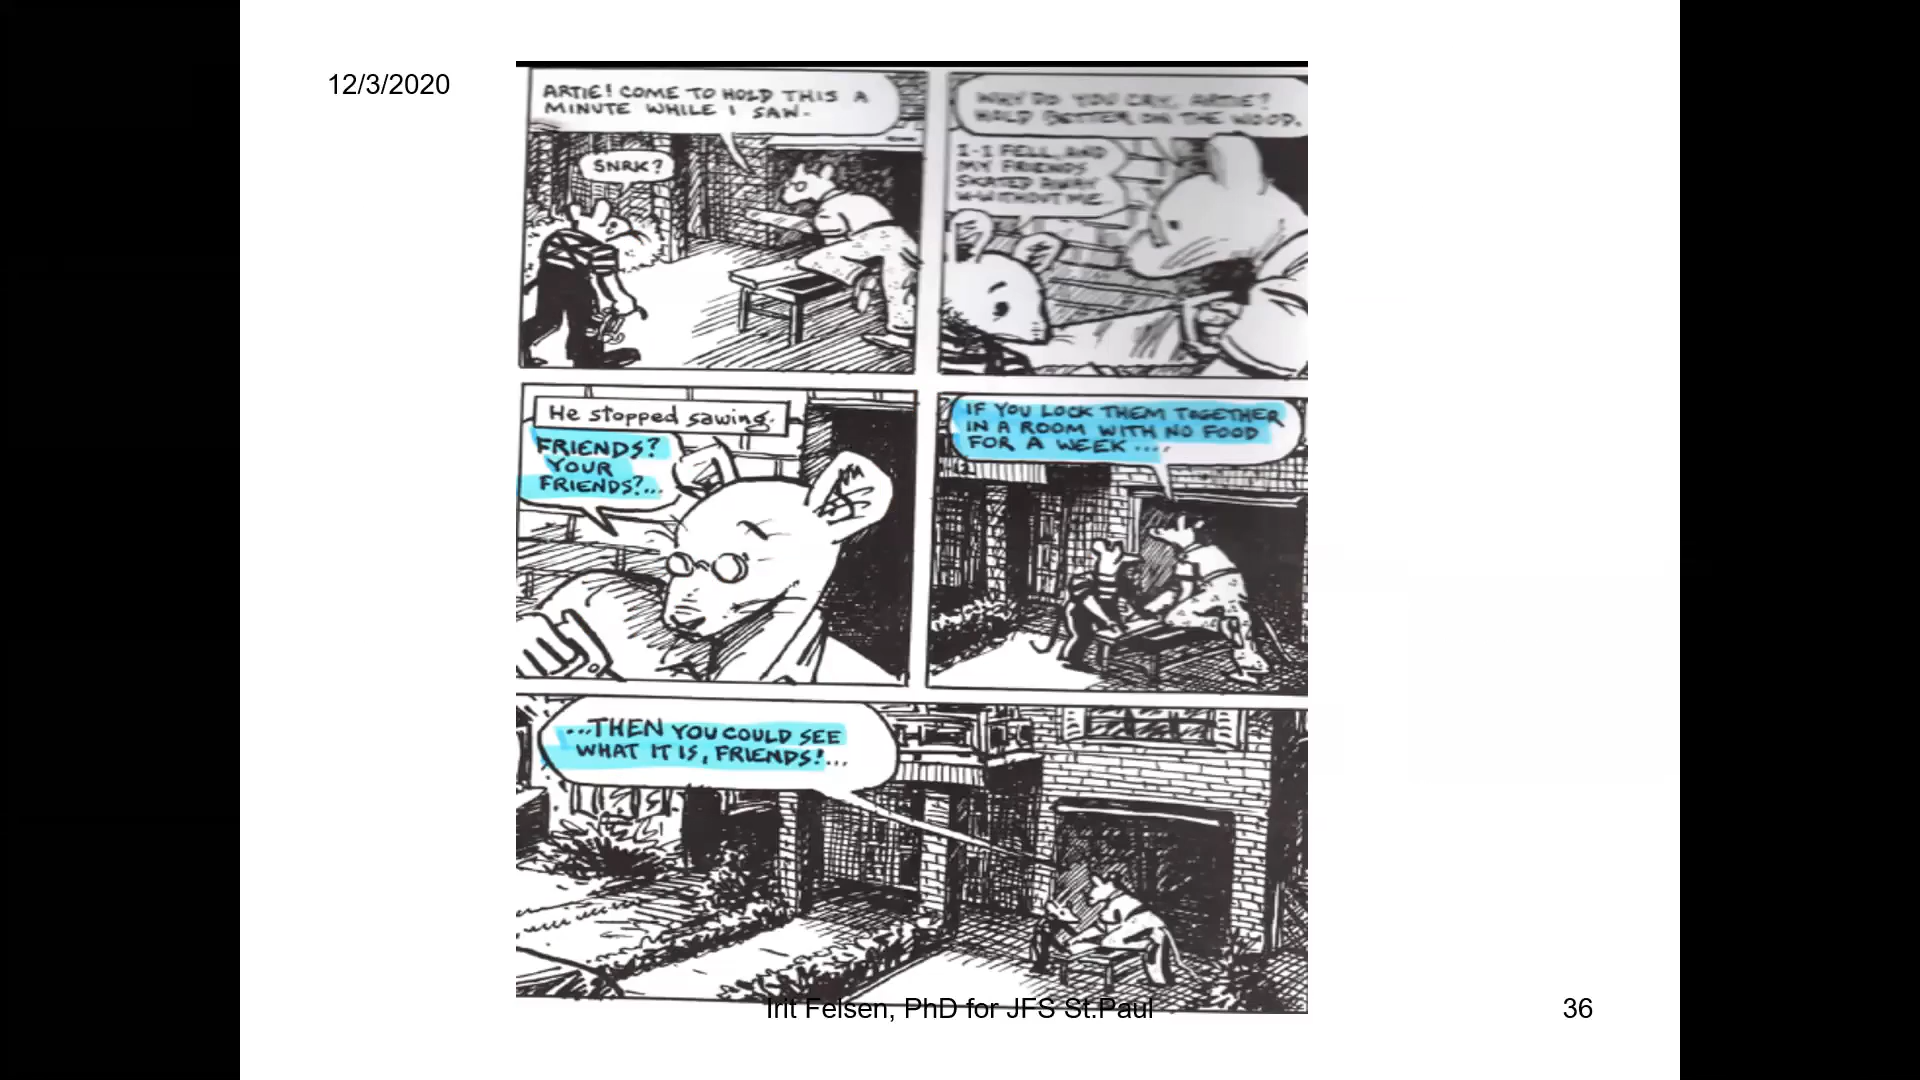 12/3/2020
ARTIE! COME TO HOLD THIS A
MINUTE WHILE I SAW.
SNRK?
WHY DO YOU CRY, ARTIE?
HOLD BETTER ON THE WOOD.
I-I FELL, AND
MY FRIENDS
SKATED AWAY
W-WITHOUT ME.
He stopped sawing.
FRIENDS?
YOUR
FRIENDS?...
IF YOU LOCK THEM TOGETHER
IN A ROOM WITH NO FOOD
FOR A WEEK....
...THEN YOU COULD SEE
WHAT IT IS, FRIENDS!...
Irit Felsen, PhD for JFS St.Paul
36